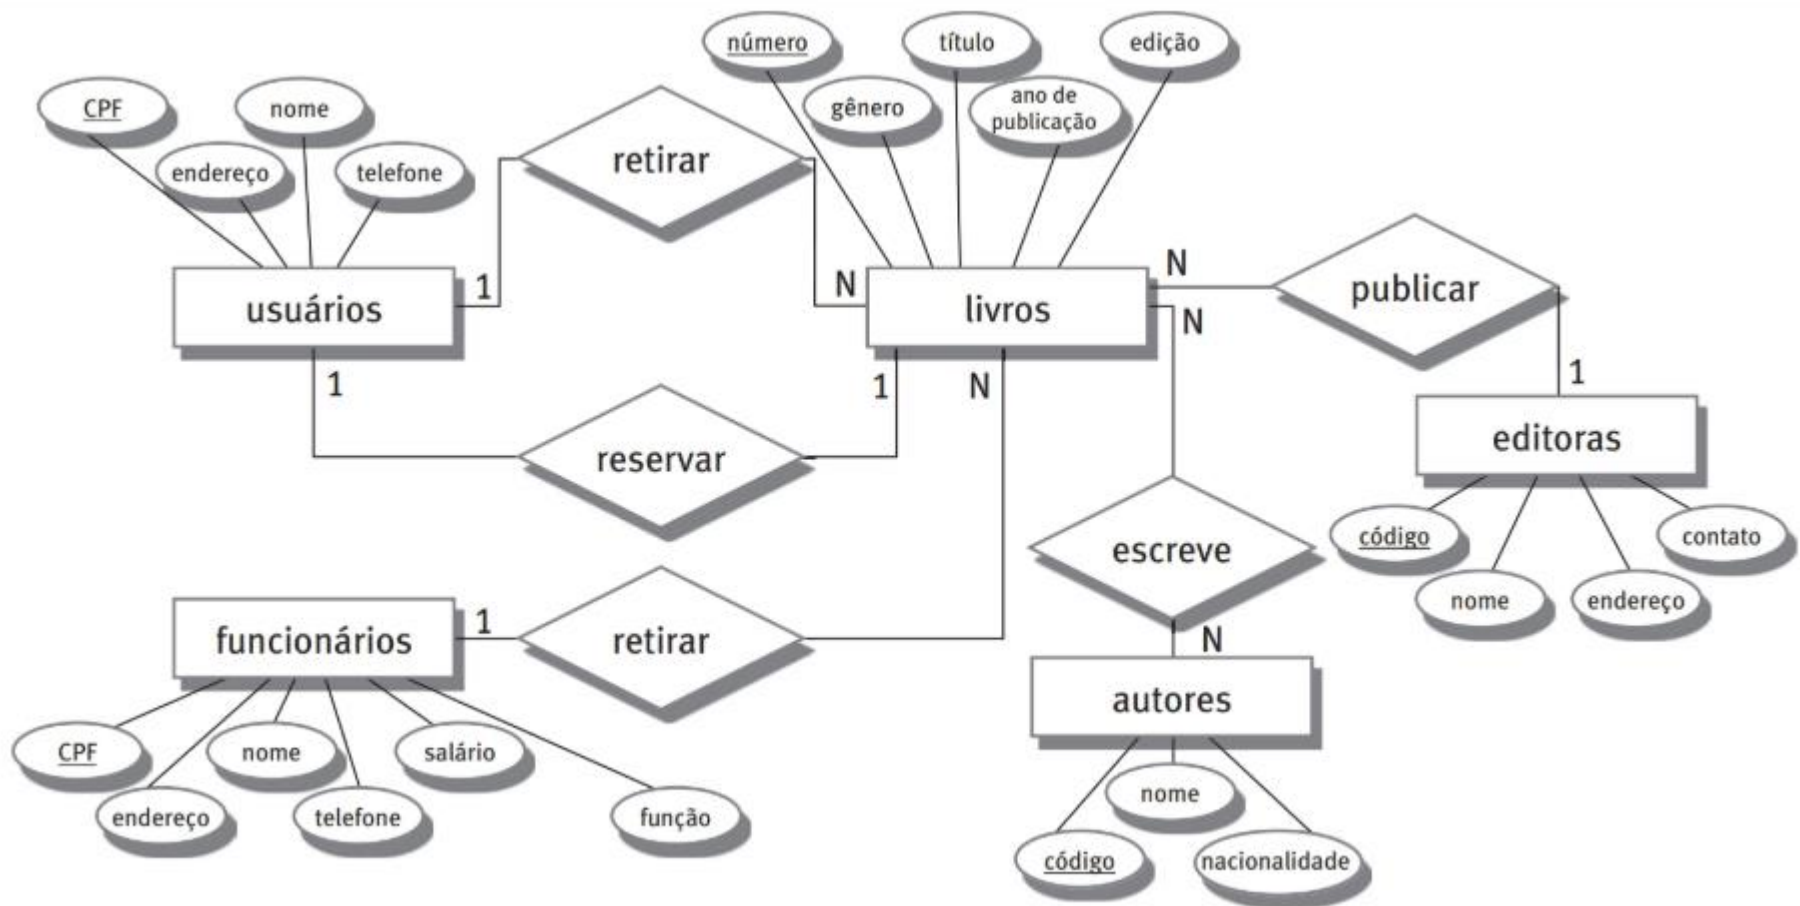 número
título
edição
CPF
nome
gênero
ano de
publicação
endereço
telefone
retirar
usuários
1
N
livros
N
N
publicar
1
1
N
1
reservar
editoras
código
contato
nome
endereço
escreve
funcionários
1
retirar
N
autores
CPF
nome
salário
endereço
telefone
função
nome
código
nacionalidade